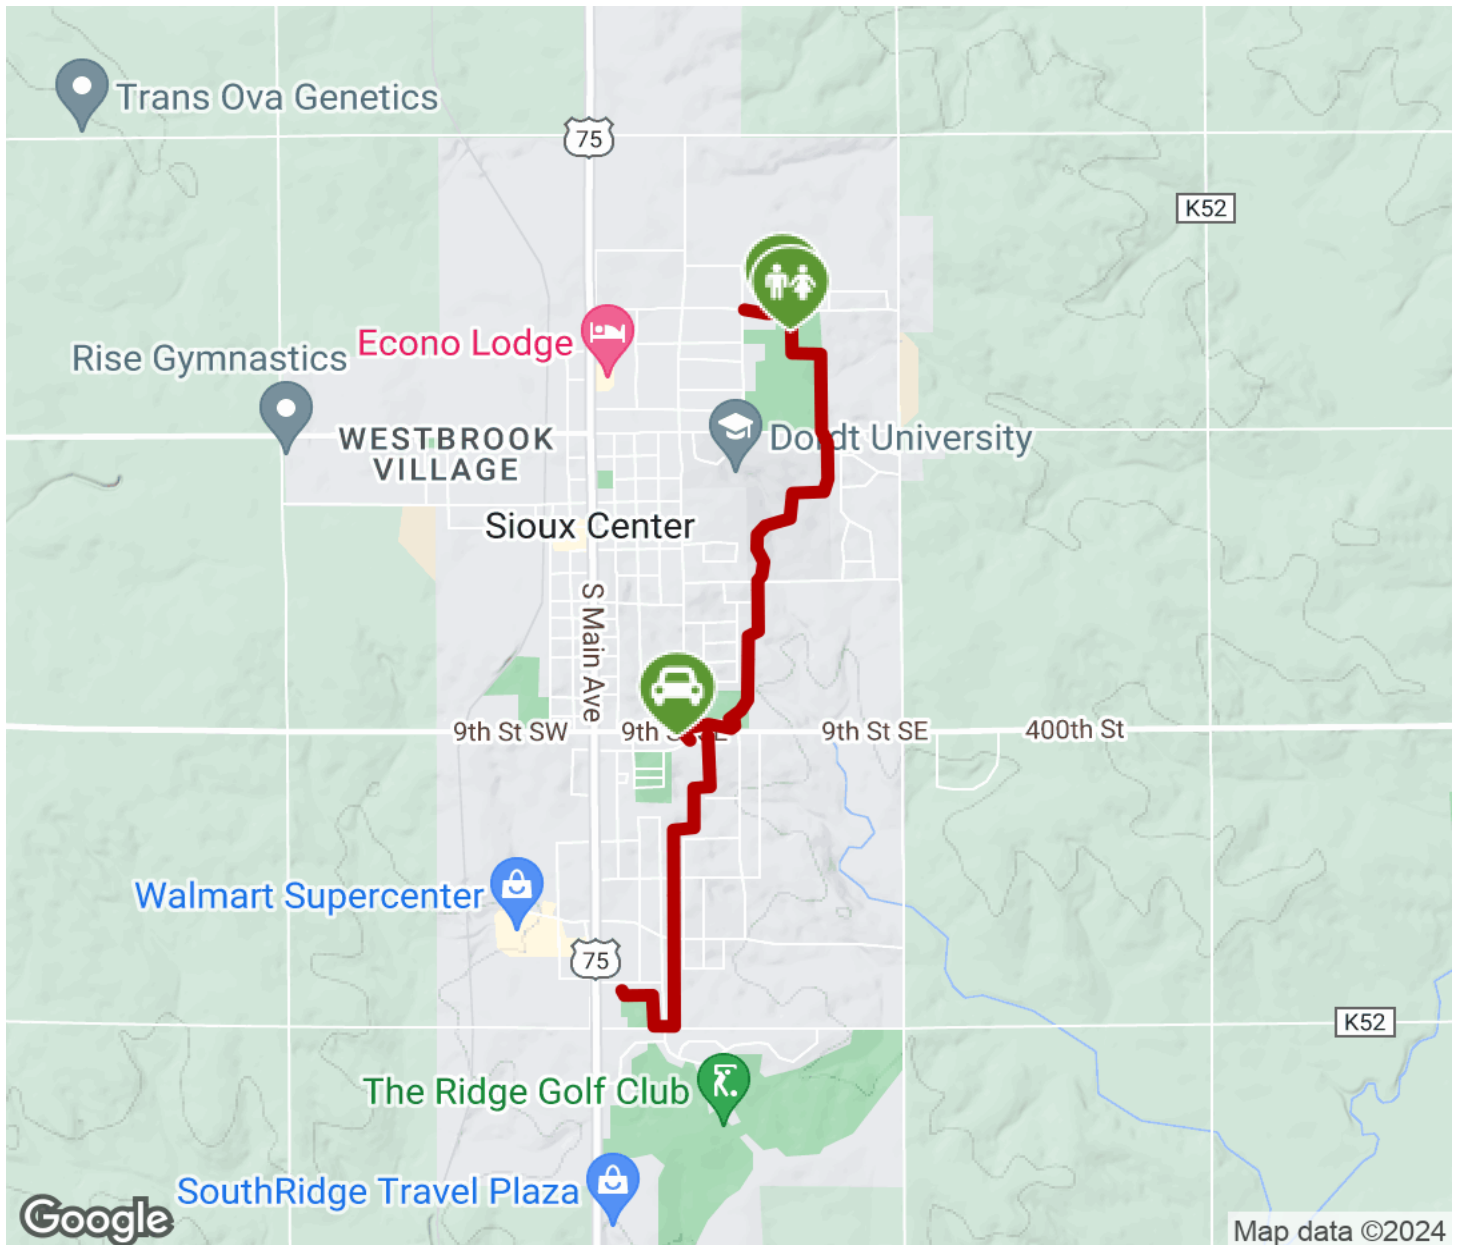 Trans Ova Genetics
75
K52
Econo Lodge
Rise Gymnastics
WESTBROOK
VILLAGE
Dordt University
Sioux Center
S Main Ave
9th St SW
9th St SE
9th St SE
400th St
Walmart Supercenter
75
K52
The Ridge Golf Club
SouthRidge Travel Plaza
Google
Map data ©2024